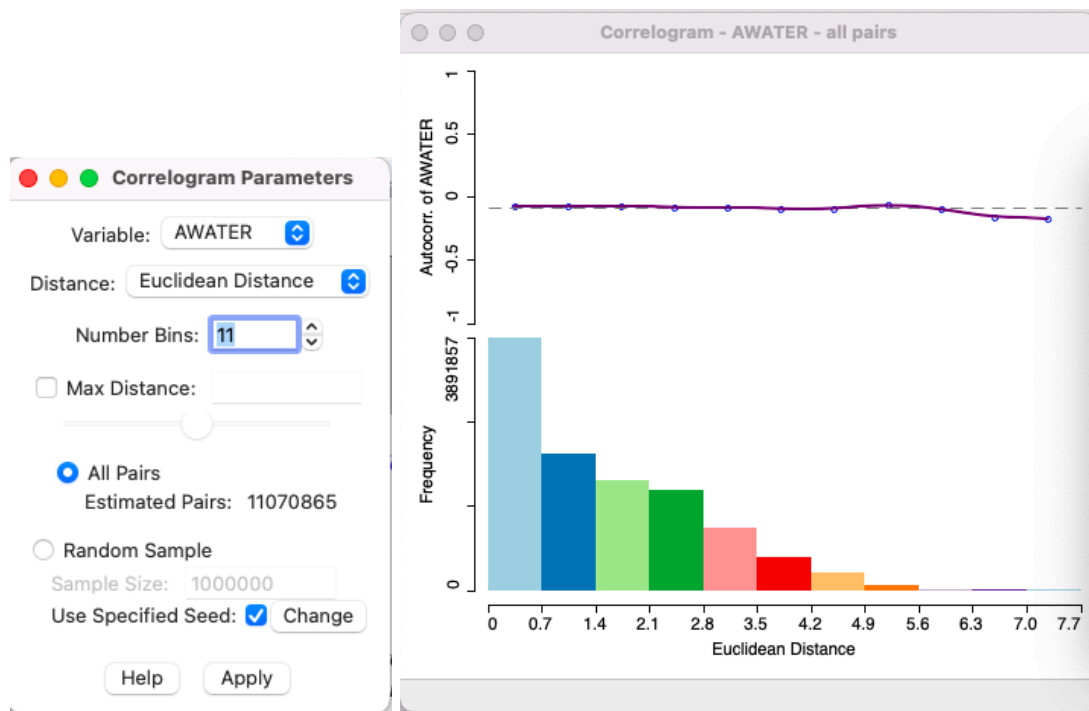 Correlogram Parameters
Variable: AWATER
Distance: Euclidean Distance
Number Bins: 11
Max Distance:
All Pairs
Estimated Pairs: 11070865
Random Sample
Sample Size: 1000000
Use Specified Seed: Change
Help Apply
Correlogram - AWATER - all pairs
Autocorr. of AWATER
1
0.5
0
-0.5
-1
Frequency
3891857
0
0 0.7 1.4 2.1 2.8 3.5 4.2 4.9 5.6 6.3 7.0 7.7
Euclidean Distance